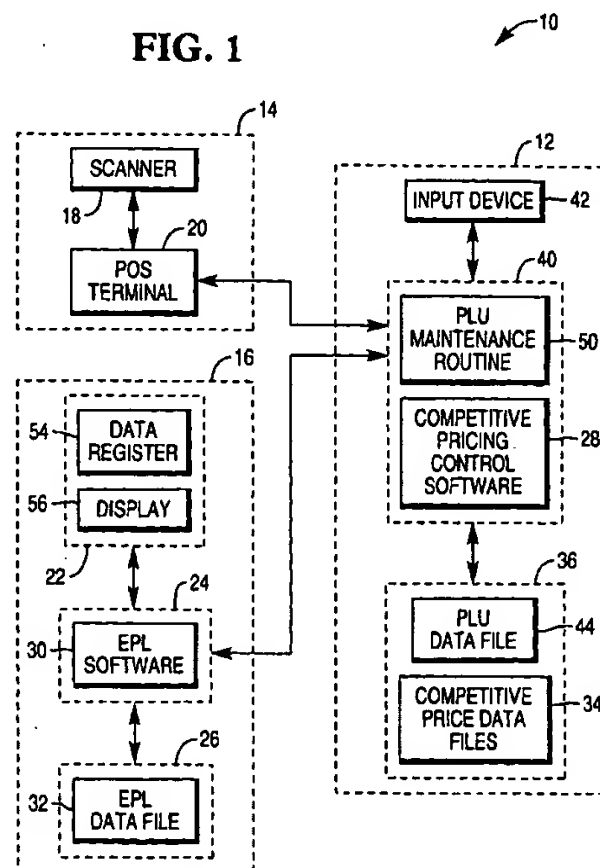 FIG. 1
10
14
SCANNER
18
20
POS
TERMINAL
12
INPUT DEVICE
42
40
PLU
MAINTENANCE
ROUTINE
50
COMPETITIVE
PRICING
CONTROL
SOFTWARE
28
16
54
DATA
REGISTER
56
DISPLAY
22
24
30
EPL
SOFTWARE
26
32
EPL
DATA FILE
36
PLU
DATA FILE
44
COMPETITIVE
PRICE DATA
FILES
34